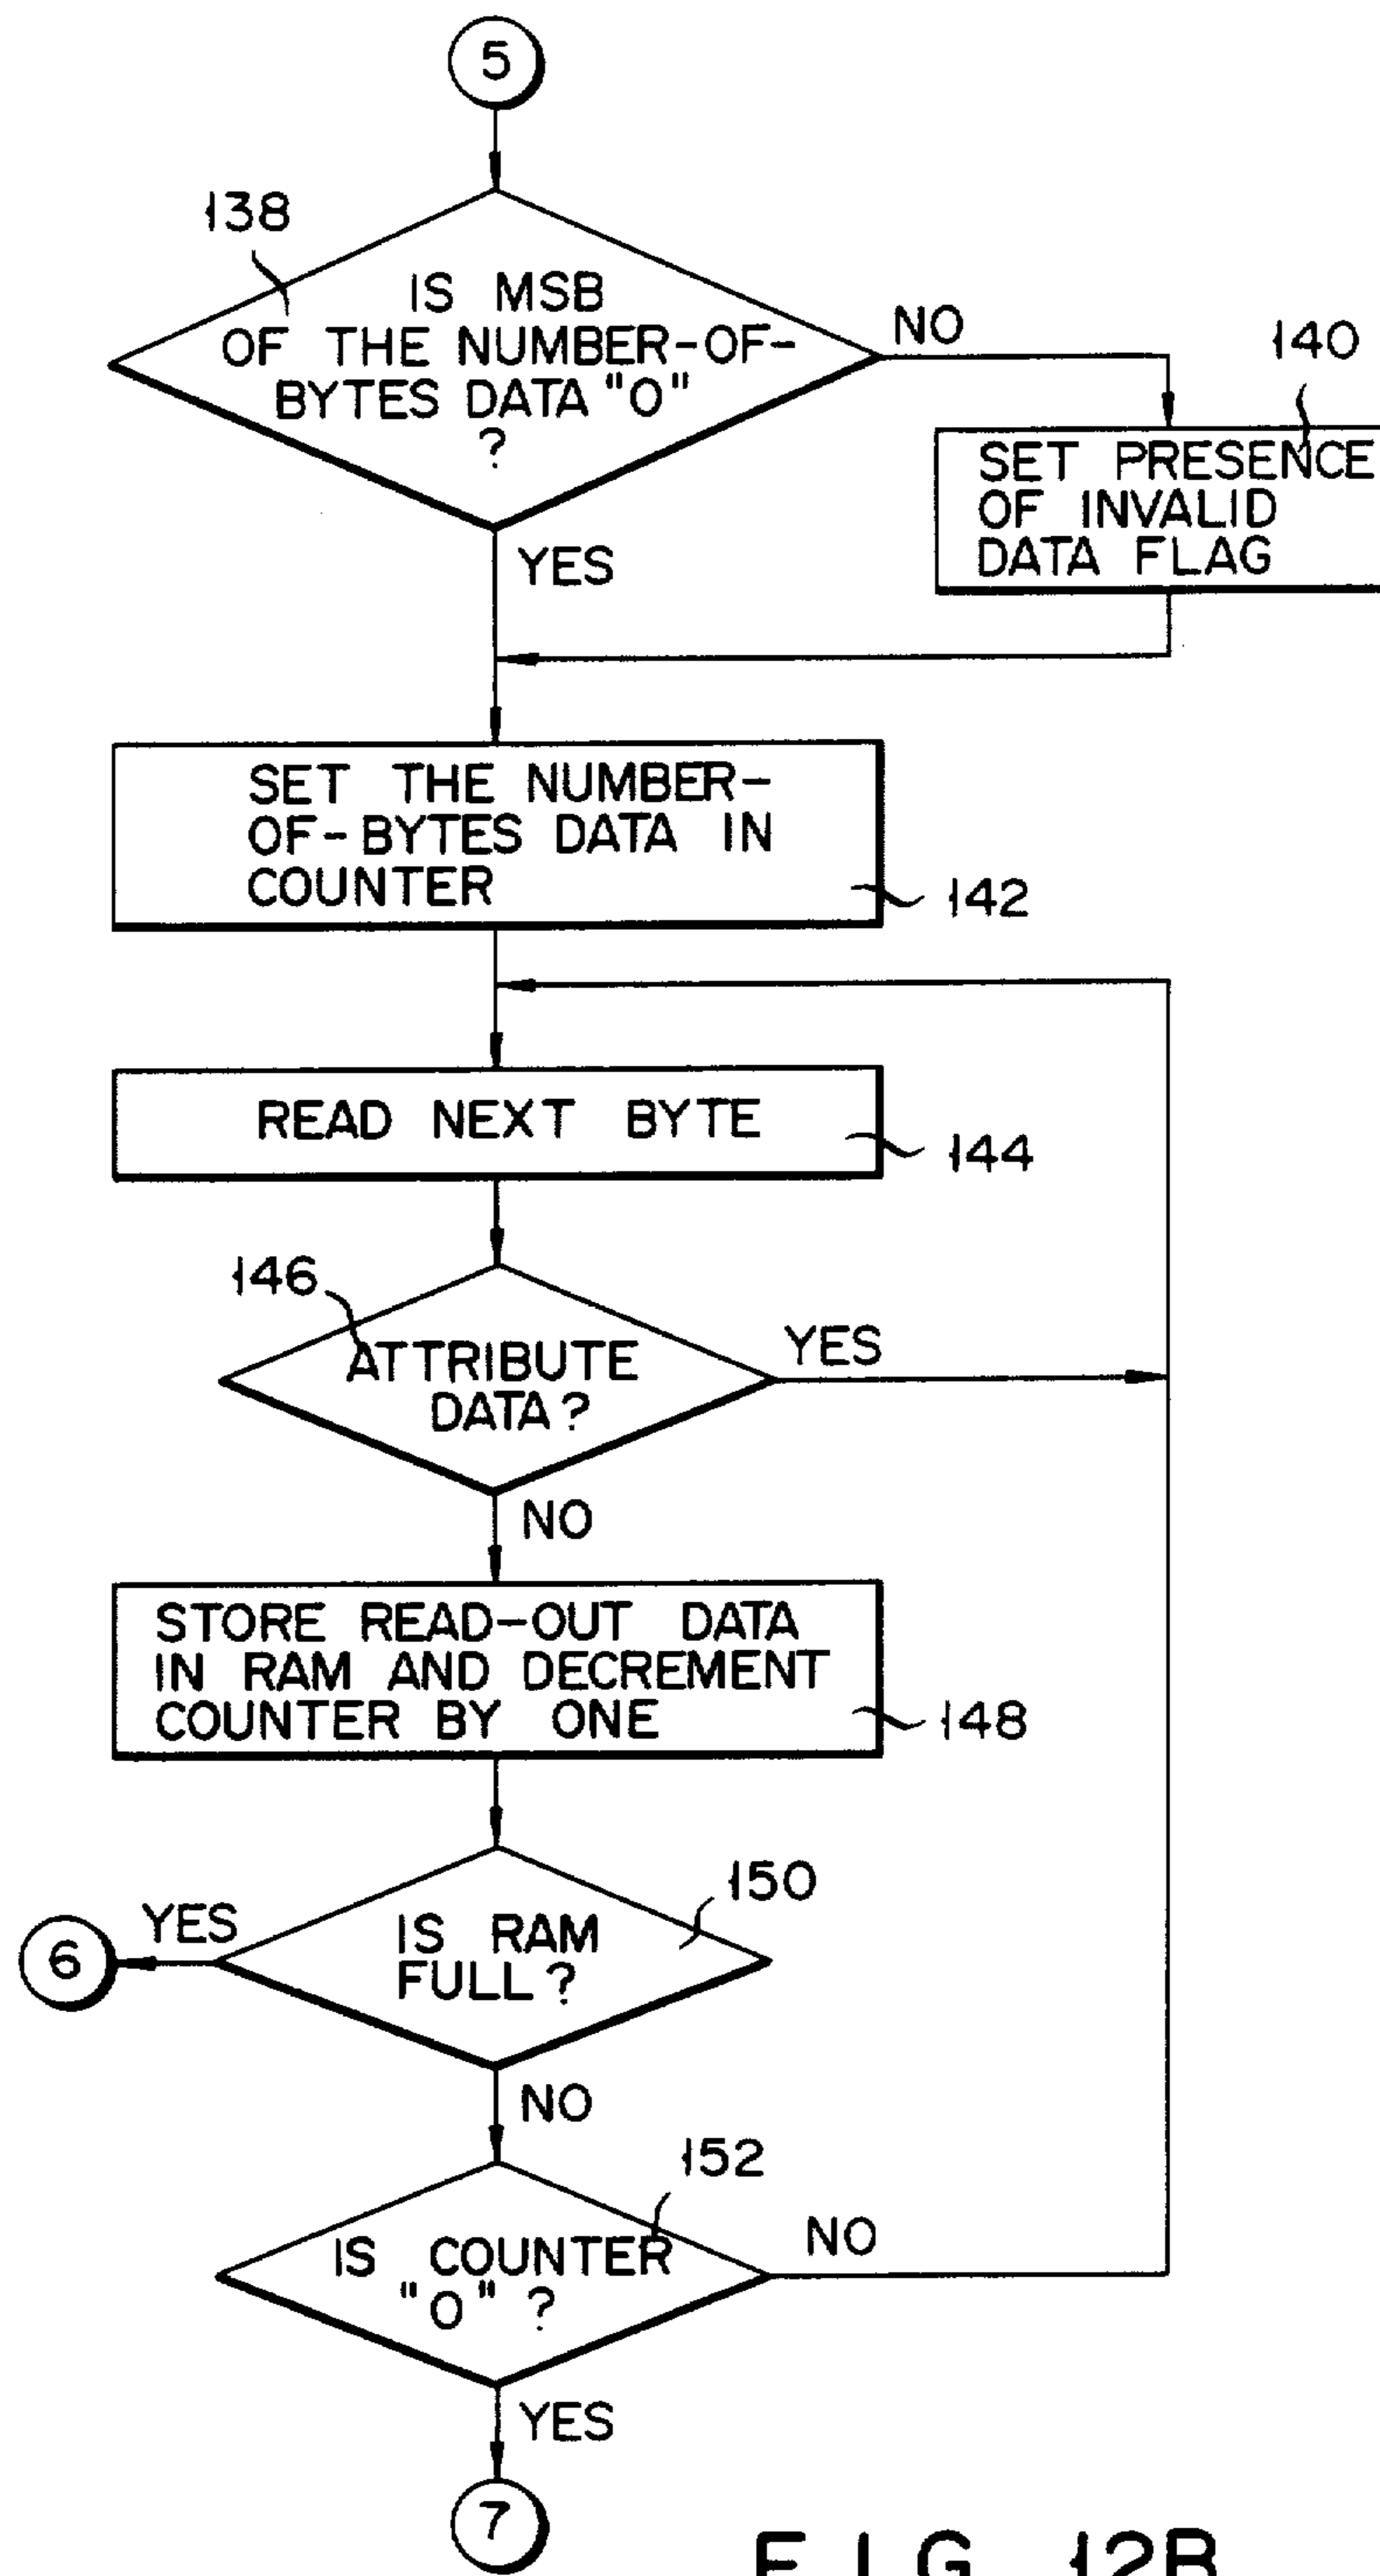 5
138
IS MSB
OF THE NUMBER-OF-
BYTES DATA "0"
?
NO
140
SET PRESENCE
OF INVALID
DATA FLAG
YES
SET THE NUMBER-
OF-BYTES DATA IN
COUNTER
142
READ NEXT BYTE
144
146
ATTRIBUTE
DATA?
YES
NO
STORE READ-OUT DATA
IN RAM AND DECREMENT
COUNTER BY ONE
148
150
YES
6
IS RAM
FULL?
NO
152
IS COUNTER
"0" ?
NO
YES
7
FIG. 12B